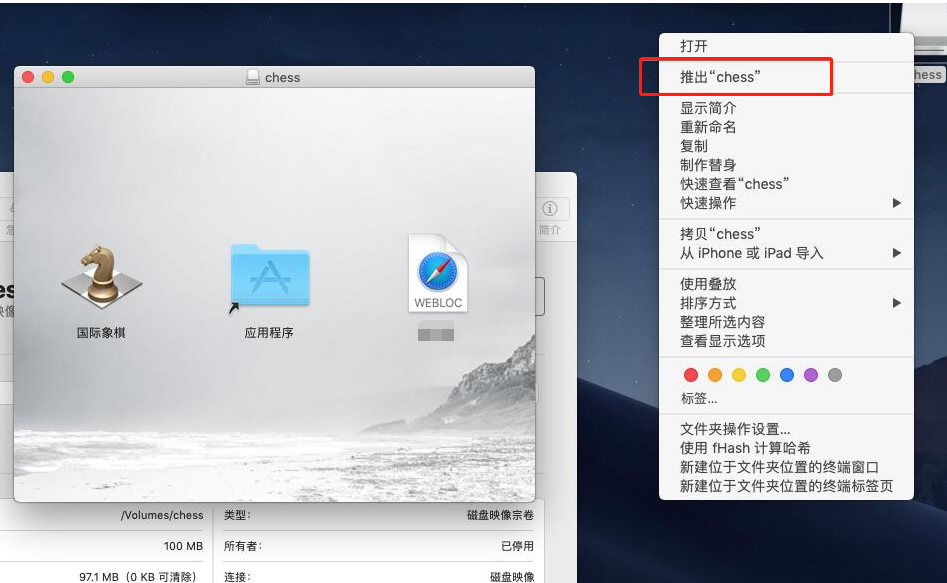 chess
国际象棋
应用程序
WEBLOC
简介
/Volumes/chess
类型：
磁盘映像宗卷
100 MB
所有者：
已停用
97.1 MB（0 KB 可清除）
连接：
磁盘映像
打开
推出“chess”
显示简介
重新命名
复制
制作替身
快速查看“chess”
快速操作
拷贝“chess”
从 iPhone 或 iPad 导入
使用叠放
排序方式
整理所选内容
查看显示选项
标签...
文件夹操作设置...
使用 fHash 计算哈希
新建位于文件夹位置的终端窗口
新建位于文件夹位置的终端标签页
hess